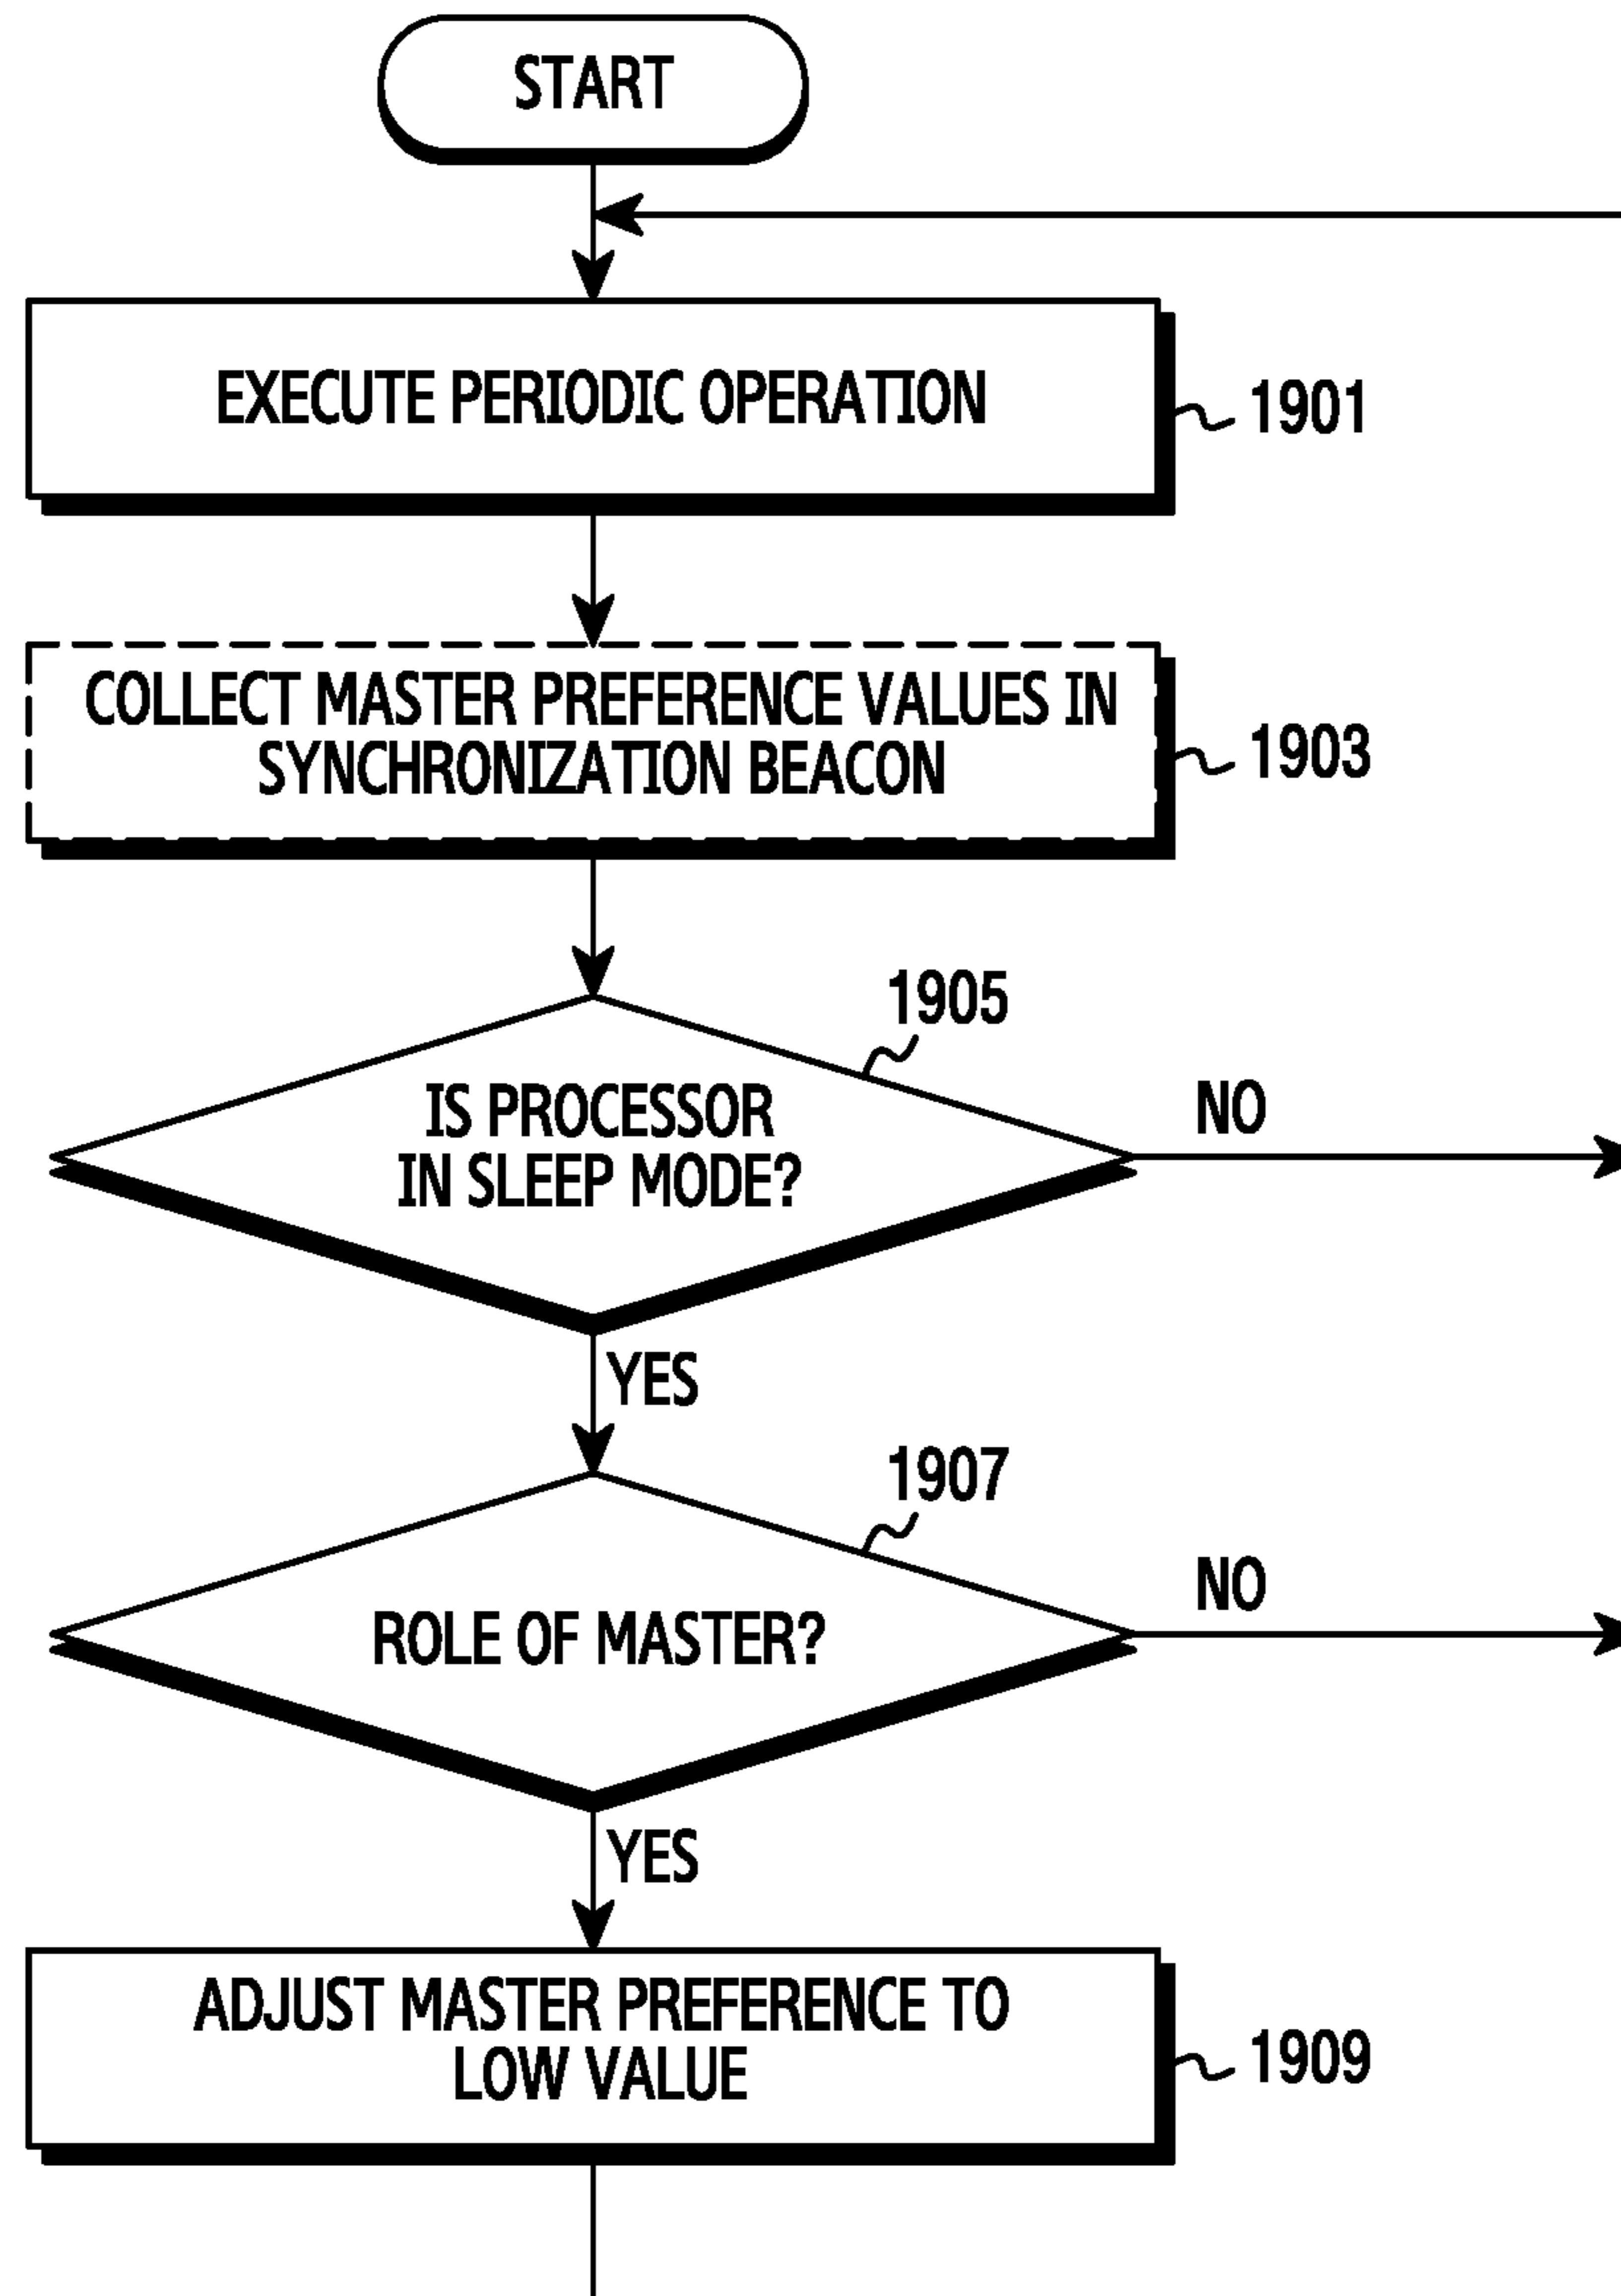 START
EXECUTE PERIODIC OPERATION
1901
COLLECT MASTER PREFERENCE VALUES IN
SYNCHRONIZATION BEACON
1903
1905
IS PROCESSOR
IN SLEEP MODE?
NO
YES
1907
ROLE OF MASTER?
NO
YES
ADJUST MASTER PREFERENCE TO
LOW VALUE
1909